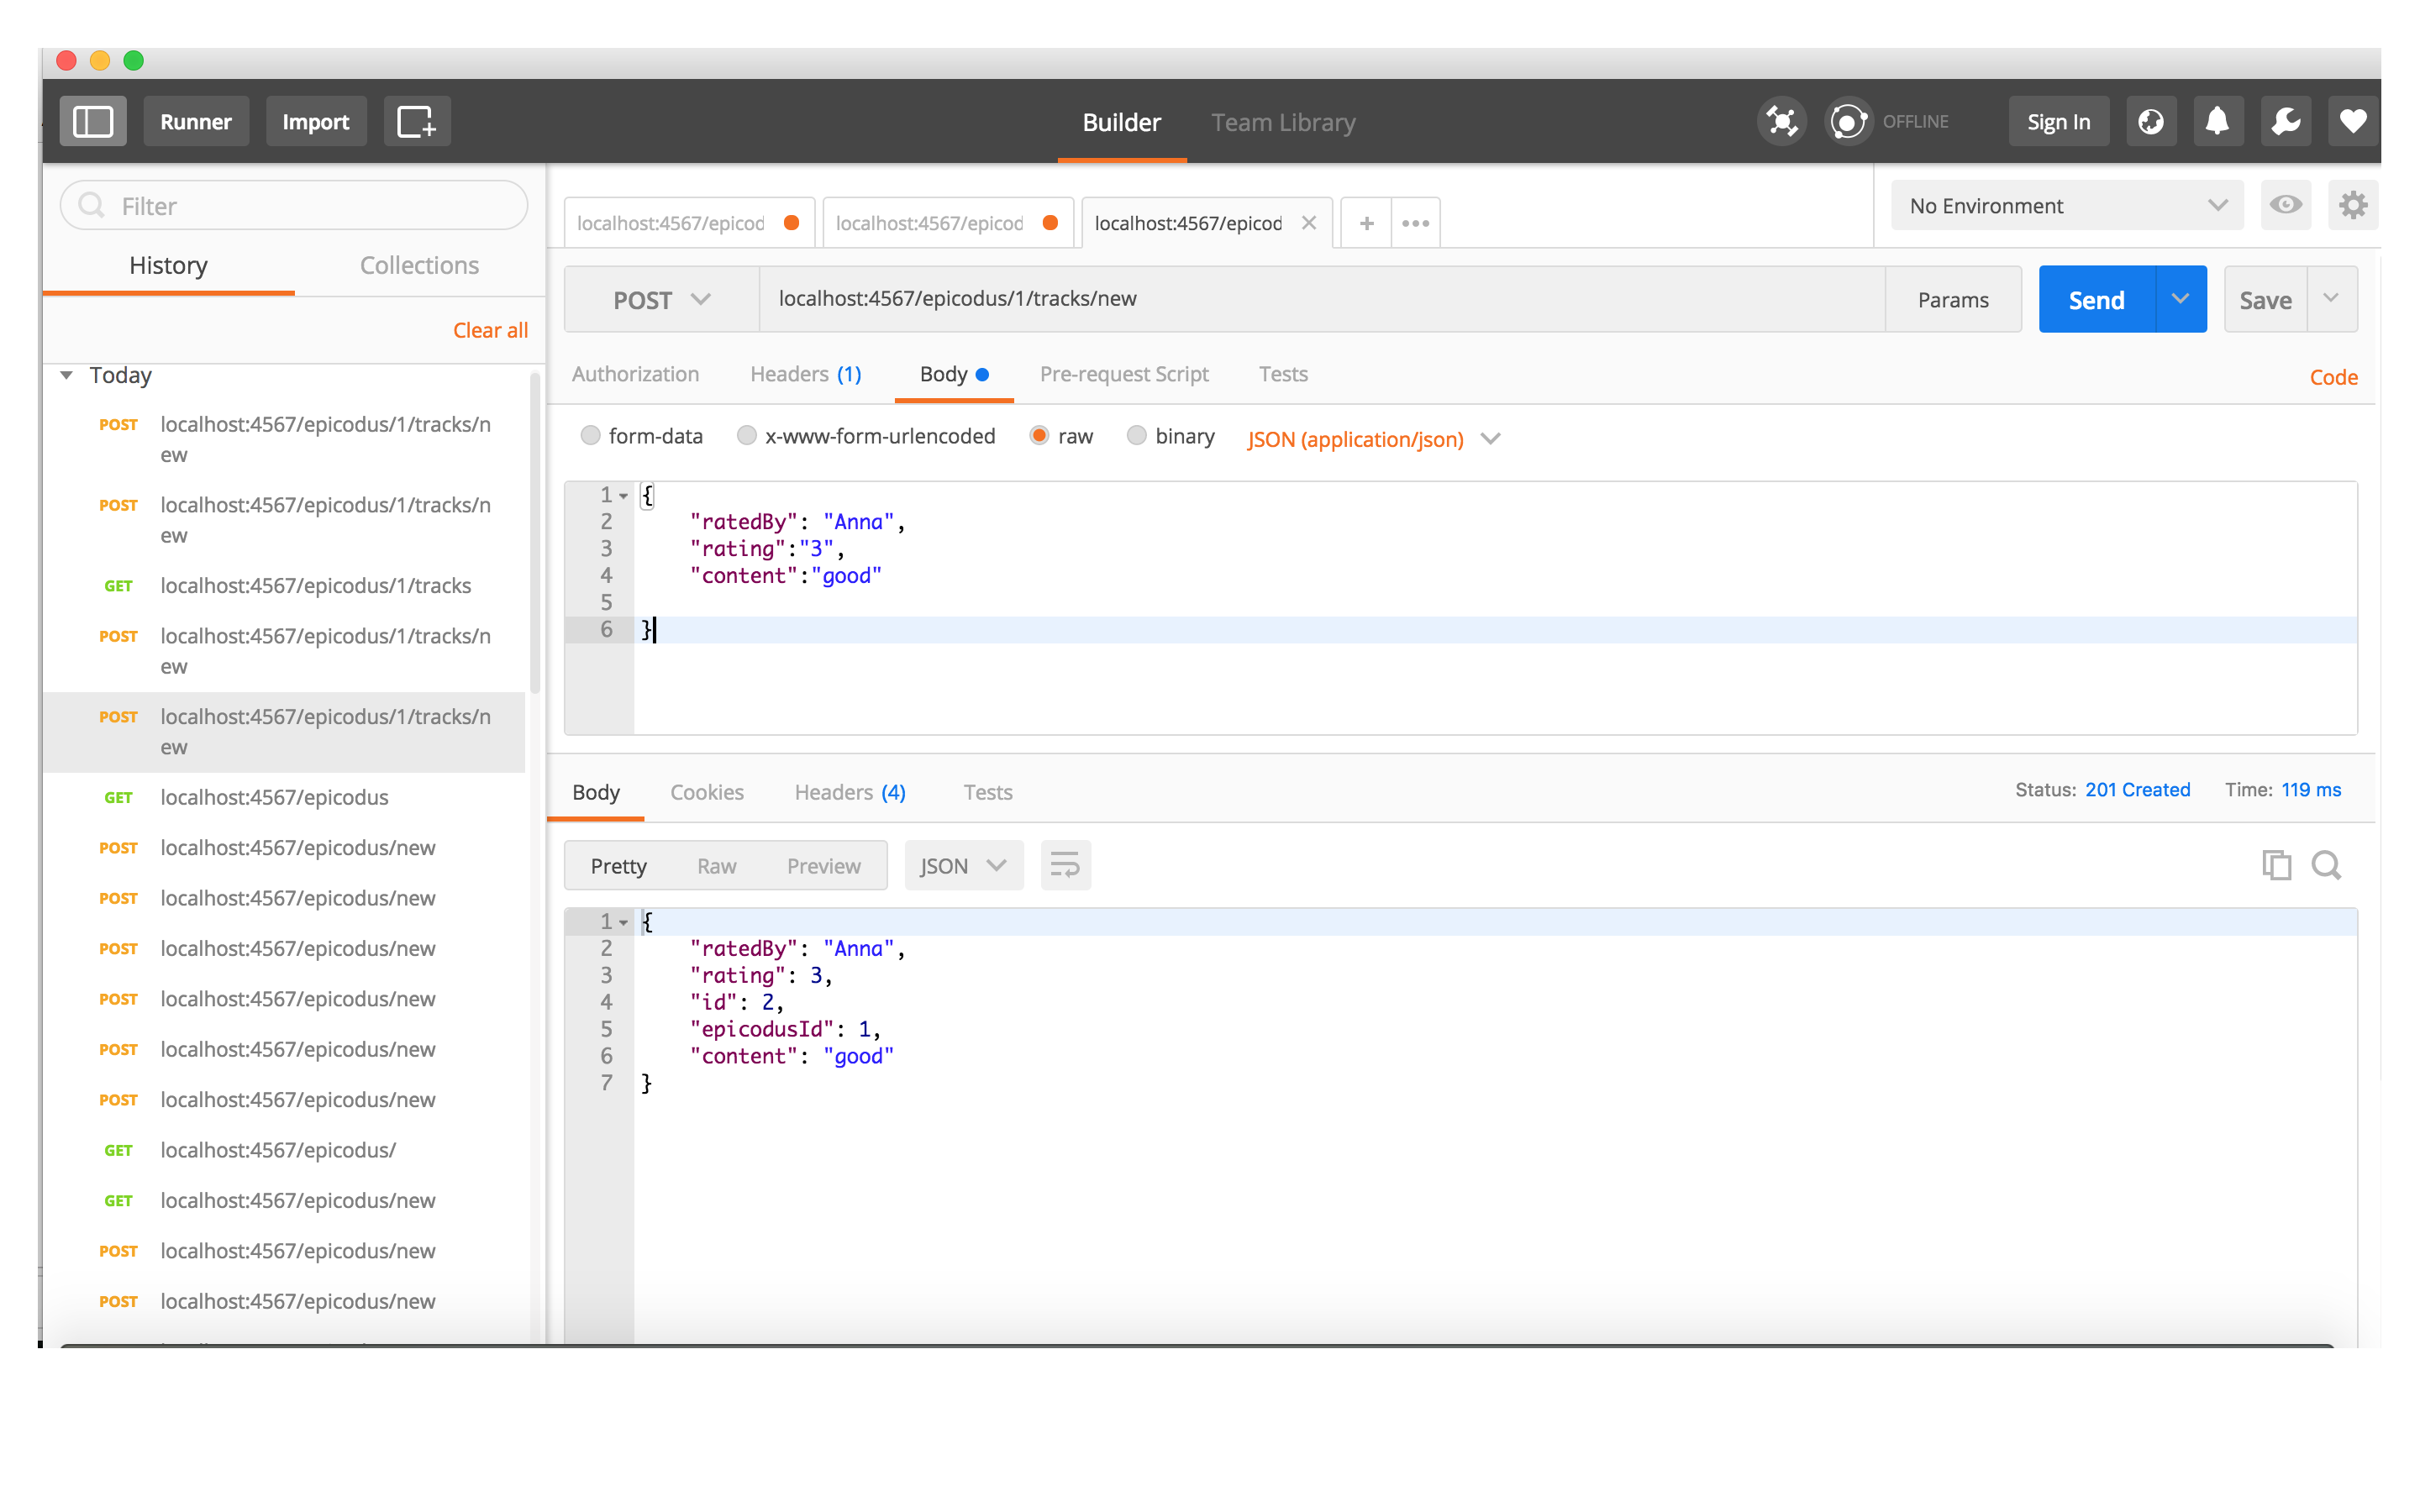 Runner
Import
Builder
Team Library
OFFLINE
Sign In
Filter
History
Collections
Clear all
Today
POST localhost:4567/epicodus/1/tracks/n
ew
POST localhost:4567/epicodus/1/tracks/n
ew
GET localhost:4567/epicodus/1/tracks
POST localhost:4567/epicodus/1/tracks/n
ew
POST localhost:4567/epicodus/1/tracks/n
ew
GET localhost:4567/epicodus
POST localhost:4567/epicodus/new
POST localhost:4567/epicodus/new
POST localhost:4567/epicodus/new
POST localhost:4567/epicodus/new
POST localhost:4567/epicodus/new
POST localhost:4567/epicodus/new
GET localhost:4567/epicodus/
GET localhost:4567/epicodus/new
POST localhost:4567/epicodus/new
POST localhost:4567/epicodus/new
localhost:4567/epicod
localhost:4567/epicod
localhost:4567/epicod
No Environment
POST localhost:4567/epicodus/1/tracks/new
Params
Send
Save
Authorization
Headers (1)
Body
Pre-request Script
Tests
Code
form-data
x-www-form-urlencoded
raw
binary
JSON (application/json)
1 {
2 "ratedBy": "Anna",
3 "rating":"3",
4 "content":"good"
5
6 }
Body
Cookies
Headers (4)
Tests
Status: 201 Created
Time: 119 ms
Pretty
Raw
Preview
JSON
1 {
2 "ratedBy": "Anna",
3 "rating": 3,
4 "id": 2,
5 "epicodusId": 1,
6 "content": "good"
7 }